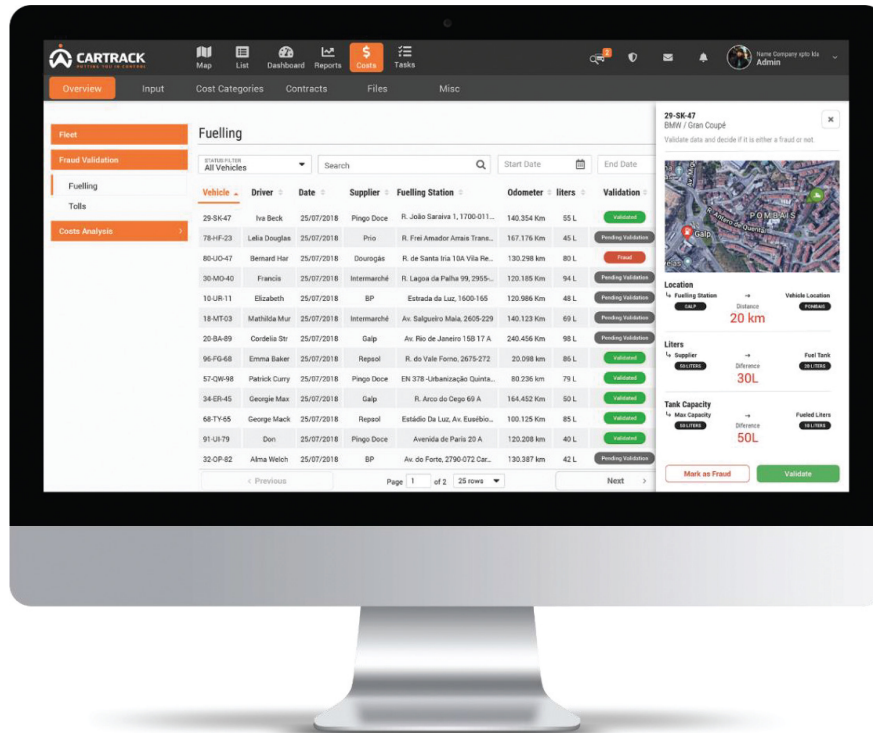 CARTRACK
PUTTING YOU IN CONTROL
Map List Dashboard Reports Costs Tasks
2
Name Company xpto lda
Admin
Overview Input Cost Categories Contracts Files Misc
Fleet
Fraud Validation
Fuelling
Tolls
Costs Analysis
Fuelling
STATUS FILTER
All Vehicles
Search
Start Date
End Date
Vehicle Driver Date Supplier Fuelling Station Odometer liters Validation
29-SK-47 Iva Beck 25/07/2018 Pingo Doce R. João Saraiva 1, 1700-011... 140.354 Km 55 L Validated
78-HF-23 Lelia Douglas 25/07/2018 Prio R. Frei Amador Arrais Trans... 167.176 Km 45 L Pending Validation
80-UO-47 Bernard Har 25/07/2018 Dourogás R. de Santa Iria 10A Vila Re... 130.298 km 80 L Fraud
30-MO-40 Francis 25/07/2018 Intermarché R. Lagoa da Palha 99, 2955-... 120.185 Km 94 L Pending Validation
10-UR-11 Elizabeth 25/07/2018 BP Estrada da Luz, 1600-165 120.986 Km 48 L Pending Validation
18-MT-03 Mathilda Mur 25/07/2018 Intermarché Av. Salgueiro Maia, 2605-229 140.123 Km 69 L Pending Validation
20-BA-89 Cordelia Str 25/07/2018 Galp Av. Rio de Janeiro 15B 17 A 240.456 Km 98 L Pending Validation
96-FG-68 Emma Baker 25/07/2018 Repsol R. do Vale Forno, 2675-272 20.098 km 86 L Validated
57-QW-98 Patrick Curry 25/07/2018 Pingo Doce EN 378 -Urbanização Quinta... 80.236 km 79 L Validated
34-ER-45 Georgie Max 25/07/2018 Galp R. Arco do Cego 69 A 164.452 Km 50 L Validated
68-TY-65 George Mack 25/07/2018 Repsol Estádio Da Luz, Av. Eusébio... 100.125 Km 85 L Validated
91-UI-79 Don 25/07/2018 Pingo Doce Avenida de Paris 20 A 120.208 km 40 L Validated
32-OP-82 Alma Welch 25/07/2018 BP Av. do Forte, 2790-072 Car... 130.387 km 42 L Pending Validation
< Previous Page 1 of 2 25 rows Next >
29-SK-47
BMW / Gran Coupé
Validate data and decide if it is either a fraud or not.
POMBAIS
R. Antero de Quental
Galp
Location
Fuelling Station → Vehicle Location
GALP Distance POMBAIS
20 km
Liters
Supplier → Fuel Tank
50 LITERS Diference 20 LITERS
30L
Tank Capacity
Max Capacity → Fueled Liters
Diference
50L
Mark as Fraud Validate